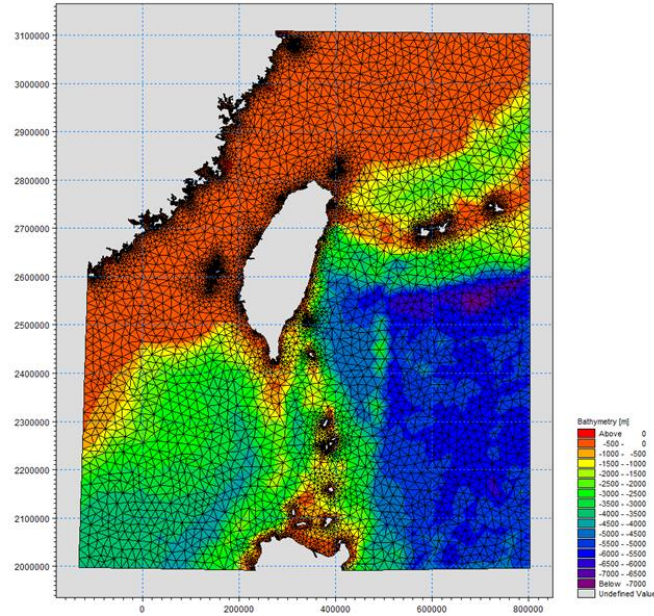 3100000
3000000
2900000
2800000
2700000
2600000
2500000
2400000
2300000
2200000
2100000
2000000
0
200000
400000
600000
800000
Bathymetry [m]
Above 0
-500 - 0
-1000 - -500
-1500 - -1000
-2000 - -1500
-2500 - -2000
-3000 - -2500
-3500 - -3000
-4000 - -3500
-4500 - -4000
-5000 - -4500
-5500 - -5000
-6000 - -5500
-6500 - -6000
-7000 - -6500
Below -7000
Undefined Value